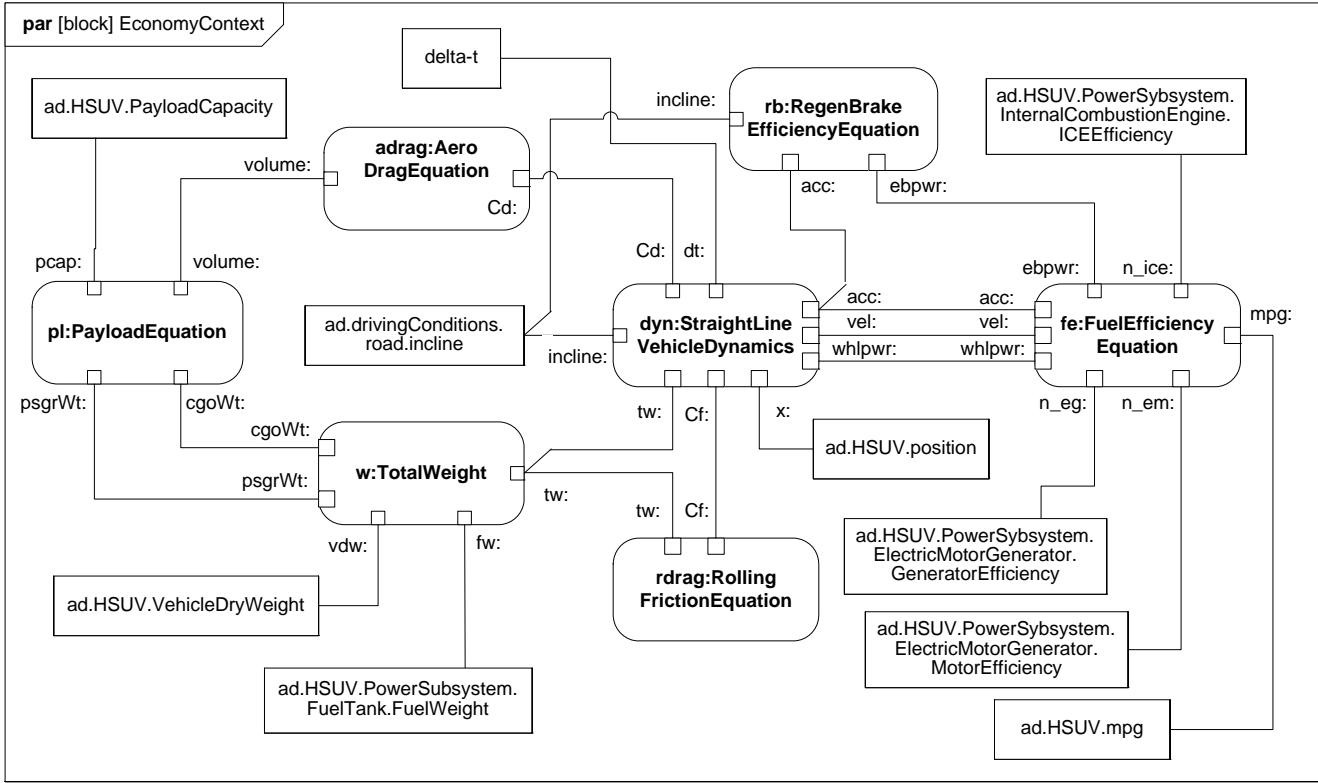 par [block] EconomyContext
delta-t
ad.HSUV.PayloadCapacity
incline:
rb:RegenBrake
EfficiencyEquation
ad.HSUV.PowerSybsystem.
InternalCombustionEngine.
ICEEfficiency
volume:
adrag:Aero
DragEquation
Cd:
acc:
ebpwr:
pcap:
volume:
Cd:
dt:
ebpwr:
n_ice:
pl:PayloadEquation
ad.drivingConditions.
road.incline
incline:
dyn:StraightLine
VehicleDynamics
acc:
vel:
whlpwr:
acc:
vel:
whlpwr:
fe:FuelEfficiency
Equation
mpg:
psgrWt:
cgoWt:
tw:
Cf:
x:
n_eg:
n_em:
cgoWt:
psgrWt:
w:TotalWeight
tw:
ad.HSUV.position
vdw:
fw:
tw:
Cf:
ad.HSUV.PowerSybsystem.
ElectricMotorGenerator.
GeneratorEfficiency
ad.HSUV.VehicleDryWeight
rdrag:Rolling
FrictionEquation
ad.HSUV.PowerSybsystem.
ElectricMotorGenerator.
MotorEfficiency
ad.HSUV.PowerSubsystem.
FuelTank.FuelWeight
ad.HSUV.mpg